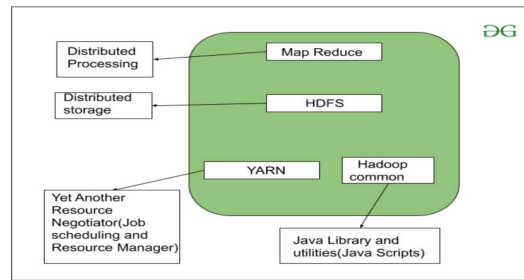 Distributed
Processing
Map Reduce
Distributed
storage
HDFS
YARN
Hadoop
common
Yet Another
Resource
Negotiator(Job
scheduling and
Resource Manager)
Java Library and
utilities(Java Scripts)